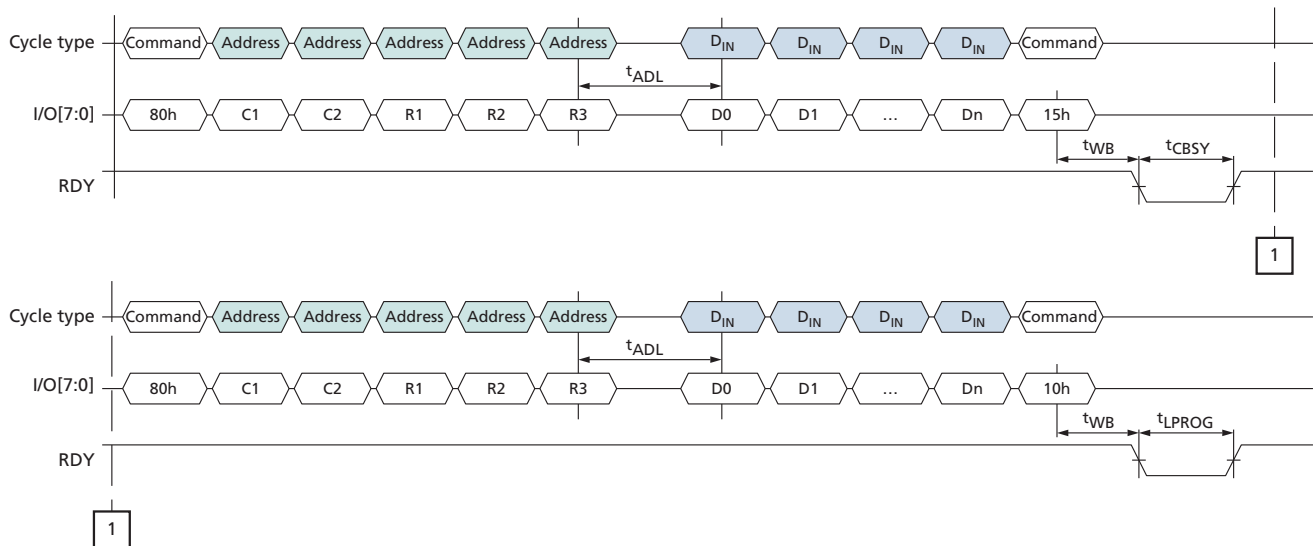 Cycle type Command Address Address Address Address Address DIN DIN DIN DIN Command
tADL
I/O[7:0] 80h C1 C2 R1 R2 R3 D0 D1 … Dn 15h
tWB tCBSY
RDY
1
Cycle type Command Address Address Address Address Address DIN DIN DIN DIN Command
tADL
I/O[7:0] 80h C1 C2 R1 R2 R3 D0 D1 … Dn 10h
tWB tLPROG
RDY
1